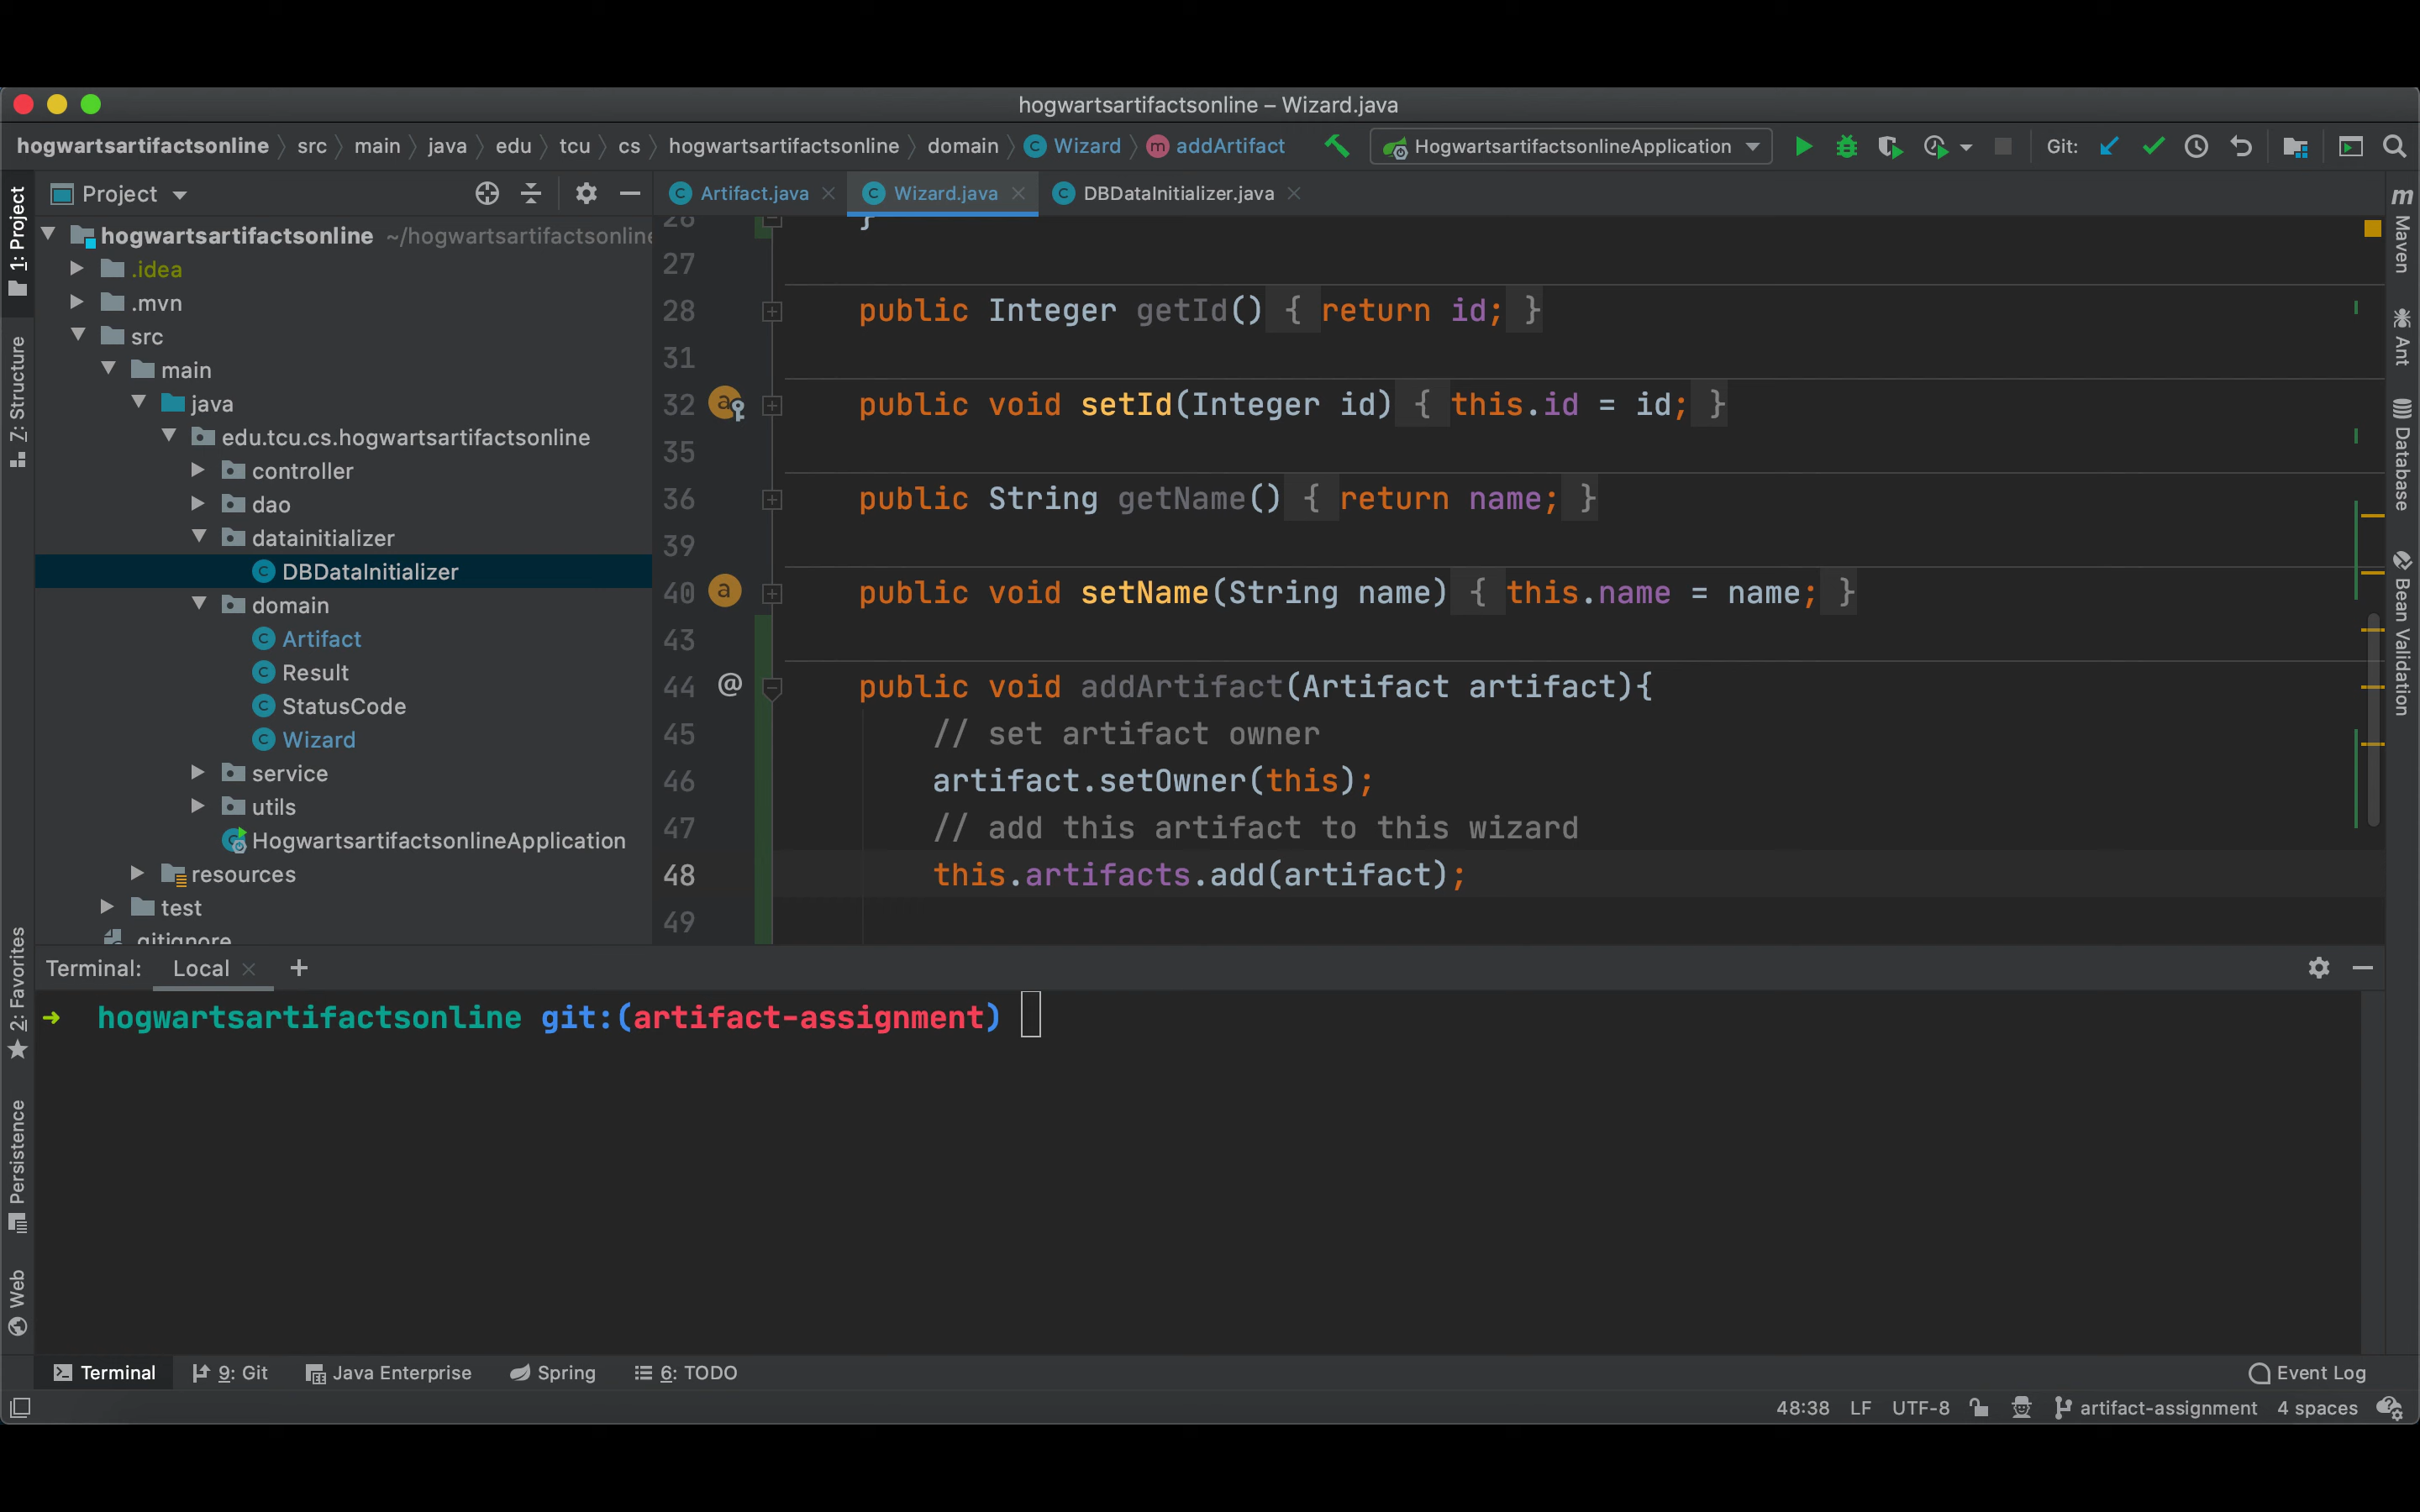 hogwartsartifactsonline – Wizard.java
hogwartsartifactsonline src main java edu tcu cs hogwartsartifactsonline domain Wizard addArtifact HogwartsartifactsonlineApplication Git:
1: Project
Z: Structure
2: Favorites
Persistence
Web
Project
hogwartsartifactsonline ~/hogwartsartifactsonline
.idea
.mvn
src
main
java
edu.tcu.cs.hogwartsartifactsonline
controller
dao
datainitializer
DBDataInitializer
domain
Artifact
Result
StatusCode
Wizard
service
utils
HogwartsartifactsonlineApplication
resources
test
.gitignore
Artifact.java Wizard.java DBDataInitializer.java
26 }
27
28 public Integer getId() { return id; }
31
32 public void setId(Integer id) { this.id = id; }
35
36 public String getName() { return name; }
39
40 public void setName(String name) { this.name = name; }
43
44 @ public void addArtifact(Artifact artifact){
45 // set artifact owner
46 artifact.setOwner(this);
47 // add this artifact to this wizard
48 this.artifacts.add(artifact);
49
m Maven
Ant
Database
Bean Validation
Terminal: Local +
➜ hogwartsartifactsonline git:(artifact-assignment)
Terminal 9: Git Java Enterprise Spring 6: TODO Event Log
48:38 LF UTF-8 artifact-assignment 4 spaces